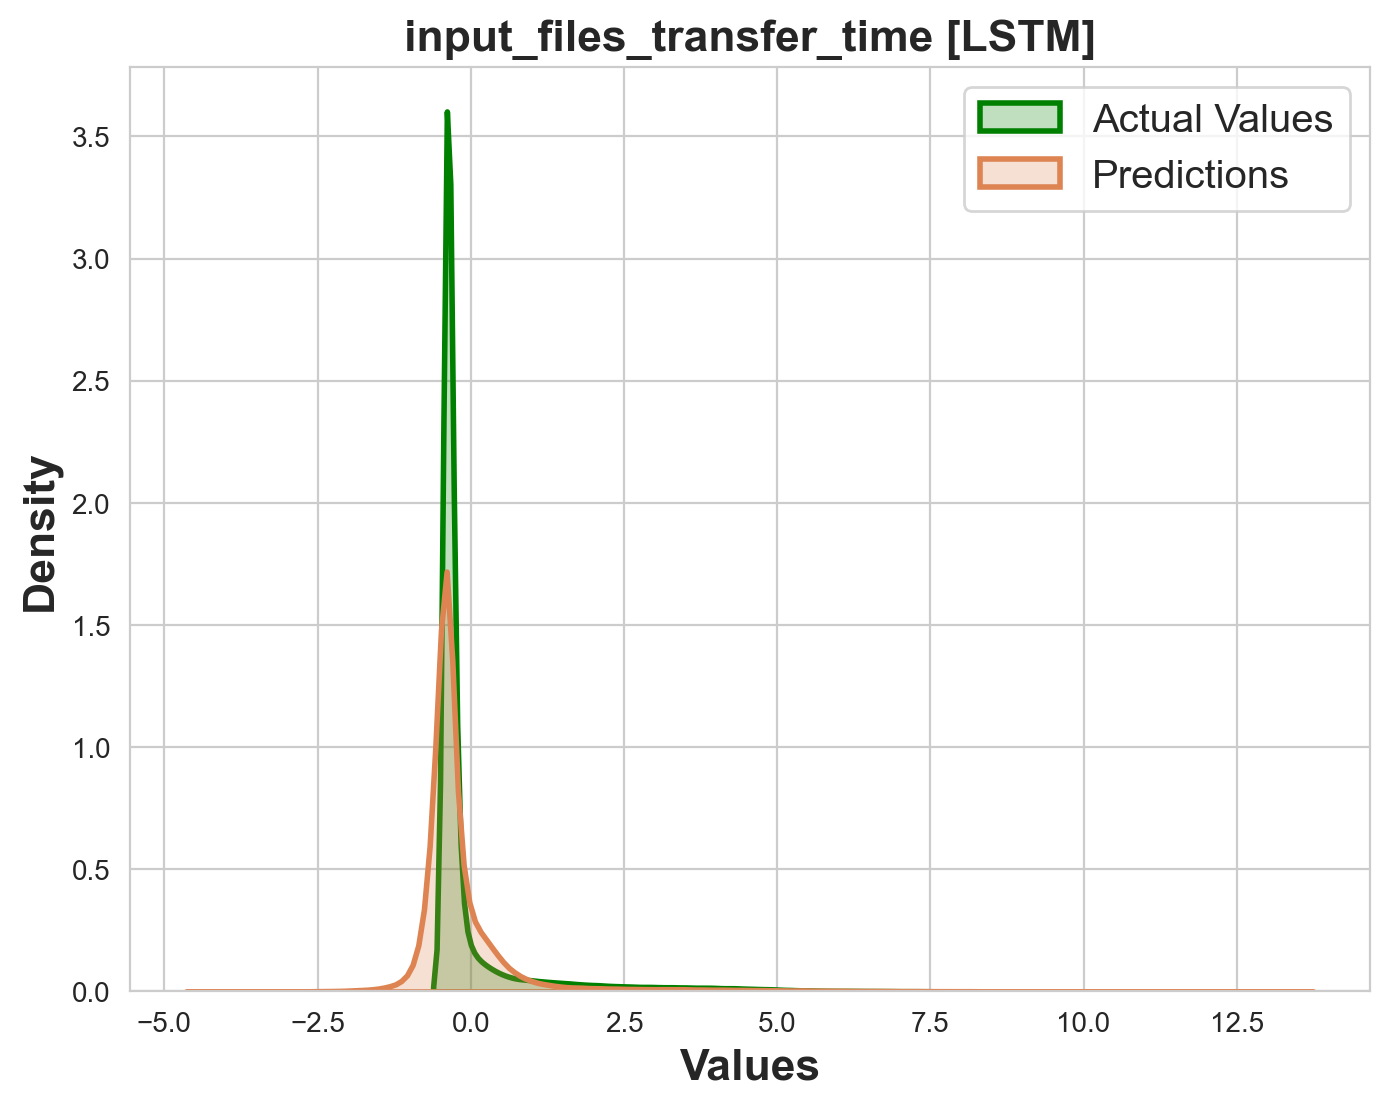 input_files_transfer_time [LSTM]
Actual Values
Predictions
3.5
3.0
2.5
2.0
1.5
1.0
0.5
0.0
Density
−5.0 −2.5 0.0 2.5 5.0 7.5 10.0 12.5
Values